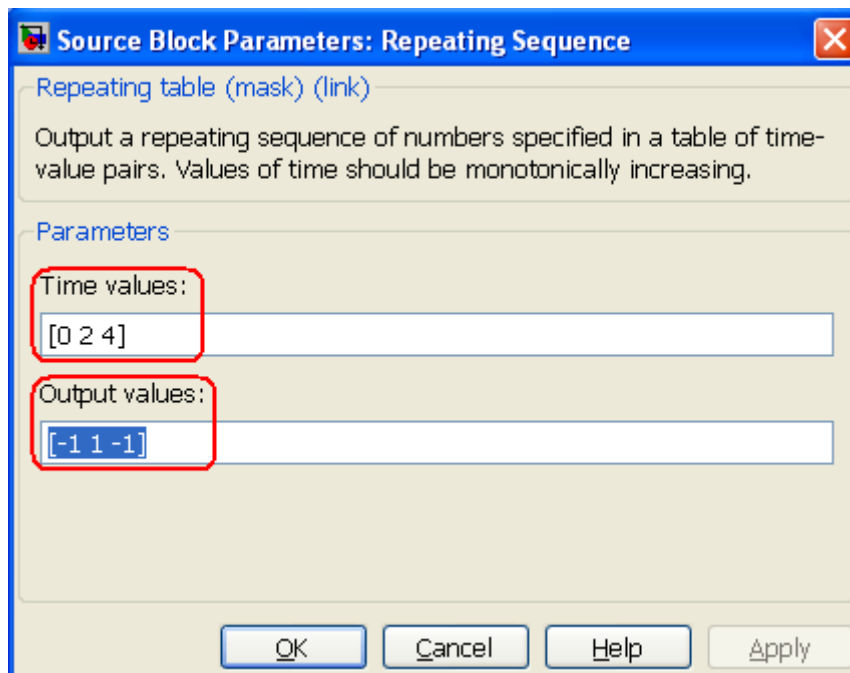 Source Block Parameters: Repeating Sequence
Repeating table (mask) (link)
Output a repeating sequence of numbers specified in a table of time-
value pairs. Values of time should be monotonically increasing.
Parameters
Time values:
[0 2 4]
Output values:
[-1 1 -1]
OK Cancel Help Apply